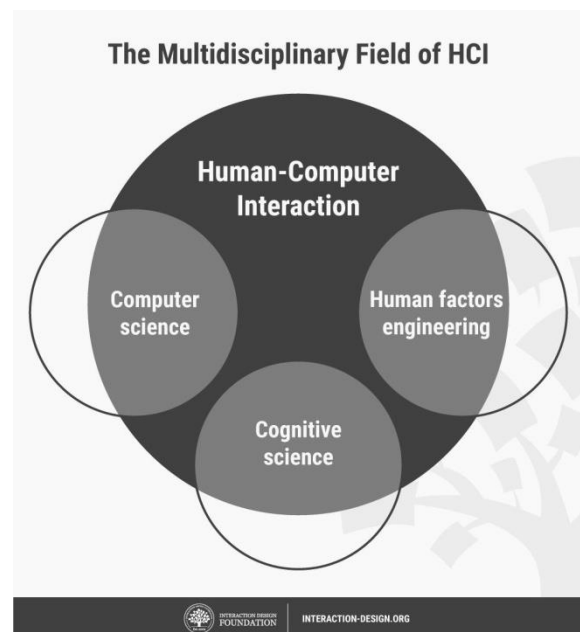 The Multidisciplinary Field of HCI
Human-Computer
Interaction
Computer
science
Human factors
engineering
Cognitive
science
INTERACTION DESIGN
FOUNDATION
INTERACTION-DESIGN.ORG